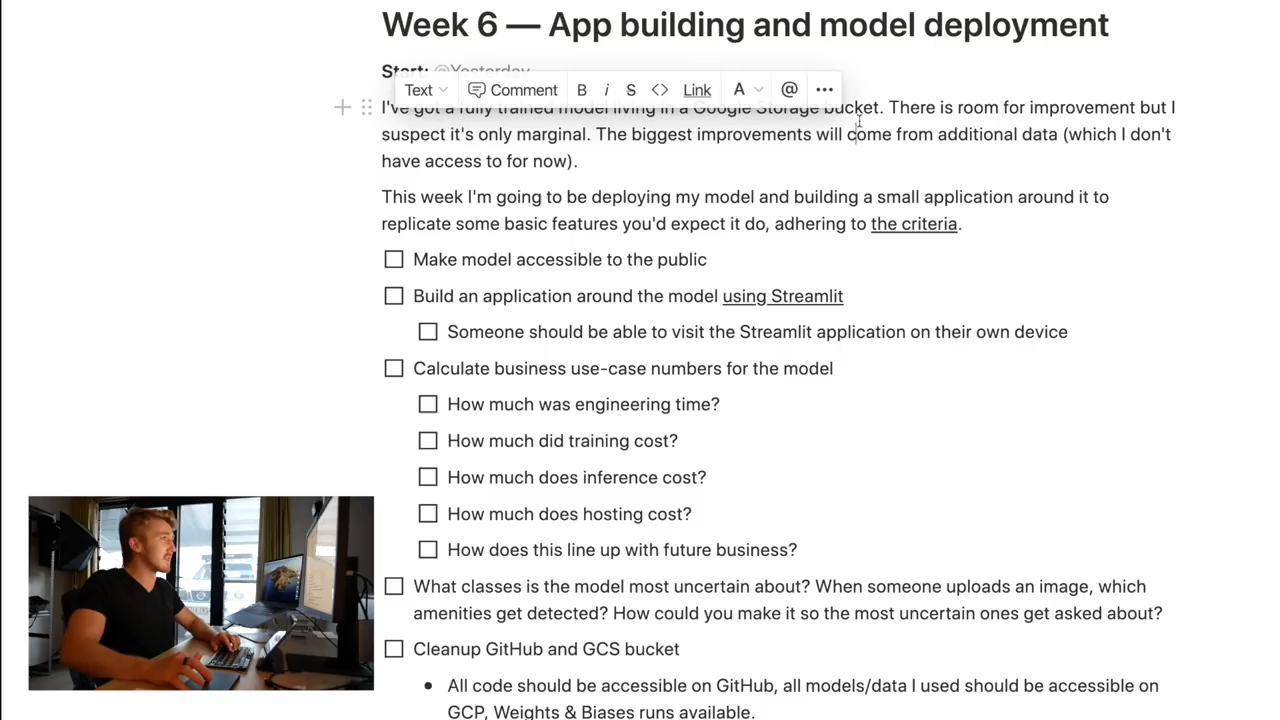 Week 6 — App building and model deployment
Start: @Yesterday
Text Comment B i S <> Link A @ •••
I've got a fully trained model living in a Google Storage bucket. There is room for improvement but I
suspect it's only marginal. The biggest improvements will come from additional data (which I don't
have access to for now).
This week I'm going to be deploying my model and building a small application around it to
replicate some basic features you'd expect it do, adhering to the criteria.
Make model accessible to the public
Build an application around the model using Streamlit
Someone should be able to visit the Streamlit application on their own device
Calculate business use-case numbers for the model
How much was engineering time?
How much did training cost?
How much does inference cost?
How much does hosting cost?
How does this line up with future business?
What classes is the model most uncertain about? When someone uploads an image, which
amenities get detected? How could you make it so the most uncertain ones get asked about?
Cleanup GitHub and GCS bucket
• All code should be accessible on GitHub, all models/data I used should be accessible on
GCP, Weights & Biases runs available.